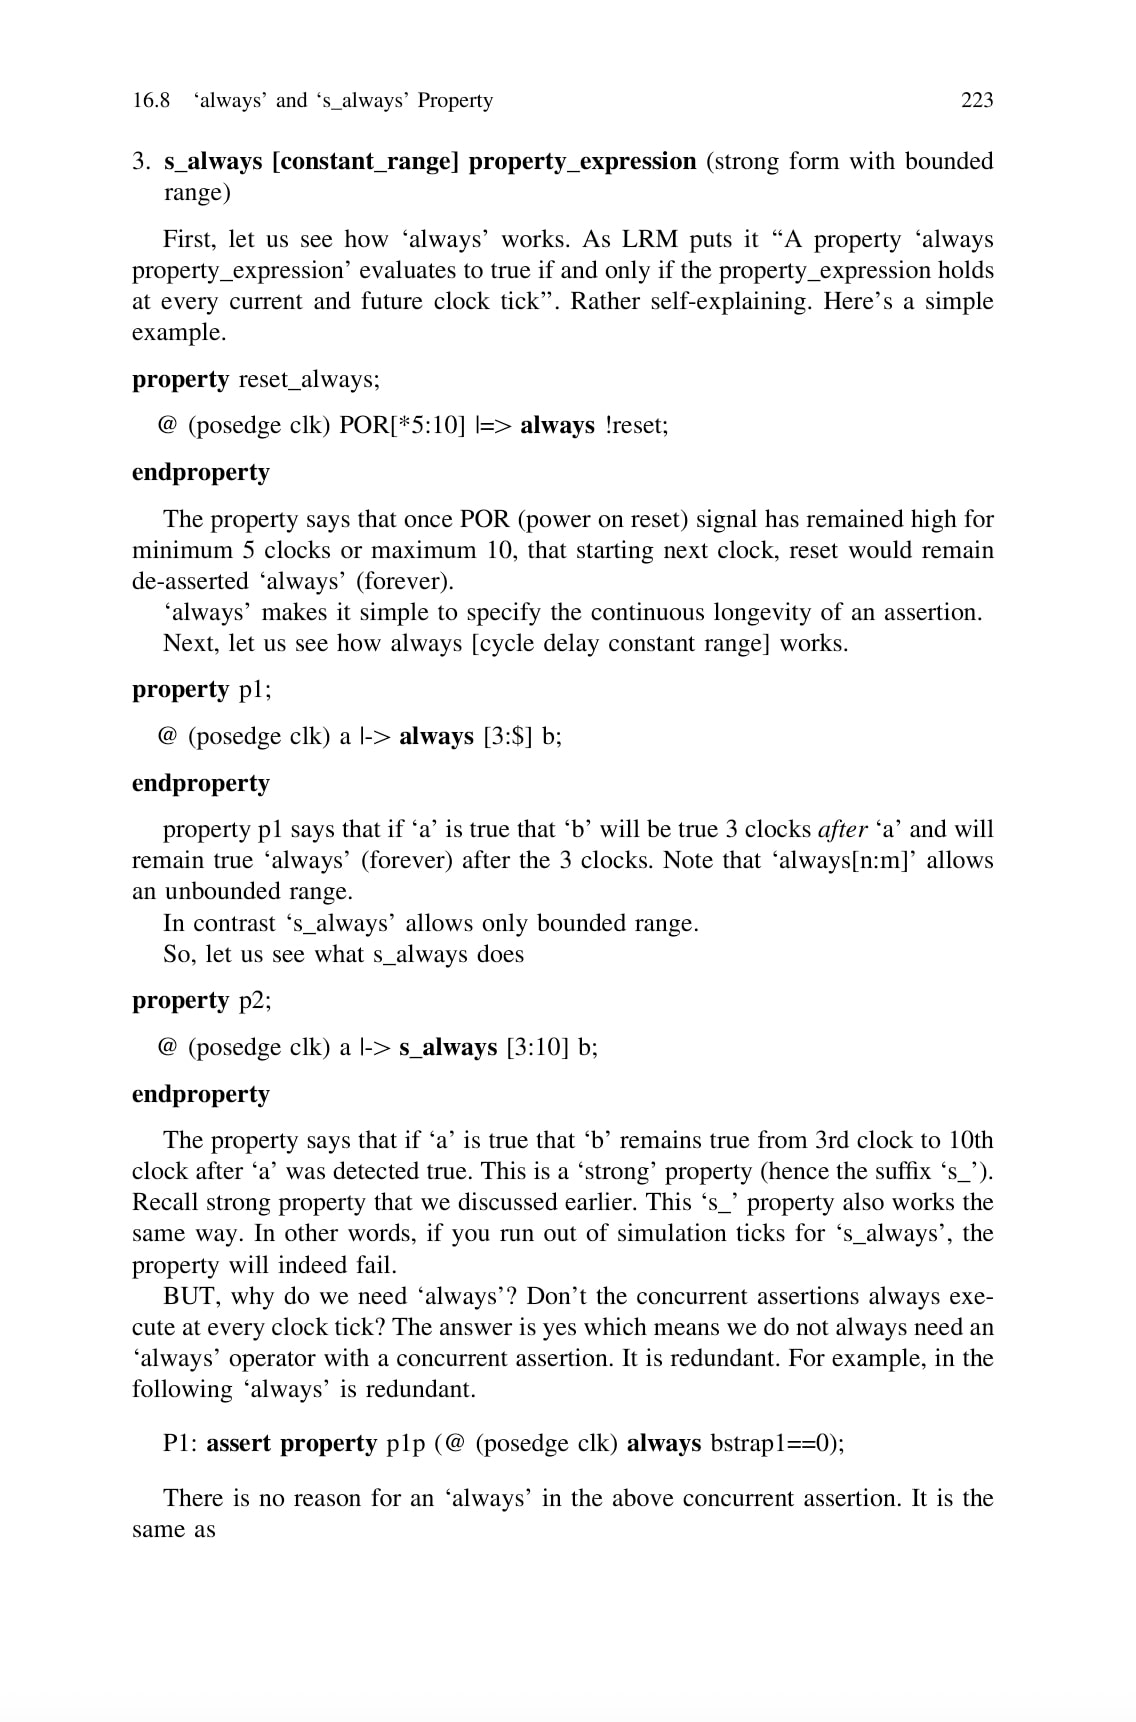 16.8 ‘always’ and ‘s_always’ Property 223
3. s_always [constant_range] property_expression (strong form with bounded
range)
First, let us see how ‘always’ works. As LRM puts it “A property ‘always
property_expression’ evaluates to true if and only if the property_expression holds
at every current and future clock tick”. Rather self-explaining. Here’s a simple
example.
property reset_always;
@ (posedge clk) POR[*5:10] |=> always !reset;
endproperty
The property says that once POR (power on reset) signal has remained high for
minimum 5 clocks or maximum 10, that starting next clock, reset would remain
de-asserted ‘always’ (forever).
‘always’ makes it simple to specify the continuous longevity of an assertion.
Next, let us see how always [cycle delay constant range] works.
property p1;
@ (posedge clk) a |-> always [3:$] b;
endproperty
property p1 says that if ‘a’ is true that ‘b’ will be true 3 clocks after ‘a’ and will
remain true ‘always’ (forever) after the 3 clocks. Note that ‘always[n:m]’ allows
an unbounded range.
In contrast ‘s_always’ allows only bounded range.
So, let us see what s_always does
property p2;
@ (posedge clk) a |-> s_always [3:10] b;
endproperty
The property says that if ‘a’ is true that ‘b’ remains true from 3rd clock to 10th
clock after ‘a’ was detected true. This is a ‘strong’ property (hence the suffix ‘s_’).
Recall strong property that we discussed earlier. This ‘s_’ property also works the
same way. In other words, if you run out of simulation ticks for ‘s_always’, the
property will indeed fail.
BUT, why do we need ‘always’? Don’t the concurrent assertions always exe-
cute at every clock tick? The answer is yes which means we do not always need an
‘always’ operator with a concurrent assertion. It is redundant. For example, in the
following ‘always’ is redundant.
P1: assert property p1p (@ (posedge clk) always bstrap1==0);
There is no reason for an ‘always’ in the above concurrent assertion. It is the
same as